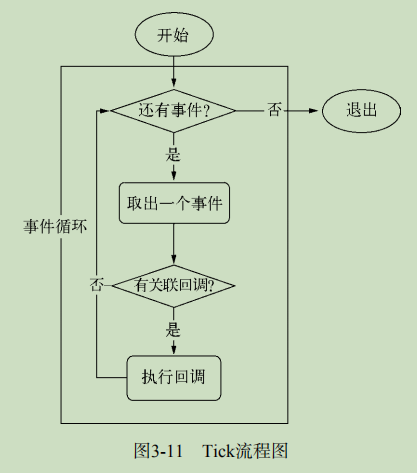 开始
还有事件?
否
退出
是
取出一个事件
事件循环
有关联回调?
否
是
执行回调
图3-11 Tick流程图